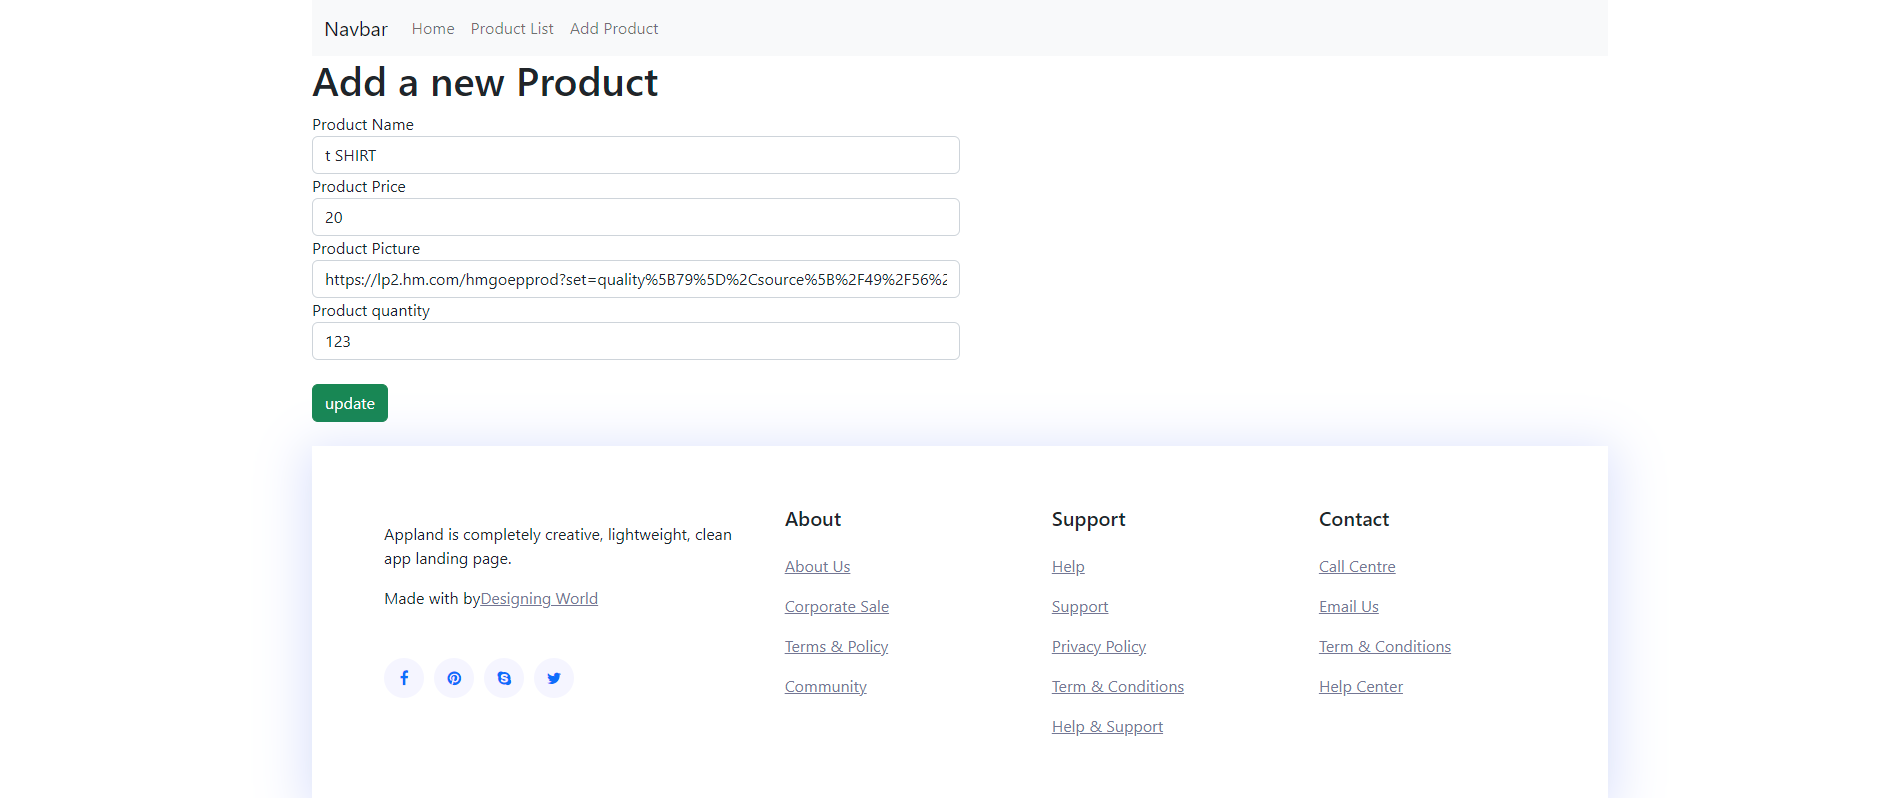 Navbar Home Product List Add Product
Add a new Product
Product Name
t SHIRT
Product Price
20
Product Picture
https://lp2.hm.com/hmgoepprod?set=quality%5B79%5D%2Csource%5B%2F49%2F56%2
Product quantity
123
update
Appland is completely creative, lightweight, clean
app landing page.
Made with byDesigning World
About
About Us
Corporate Sale
Terms & Policy
Community
Support
Help
Support
Privacy Policy
Term & Conditions
Help & Support
Contact
Call Centre
Email Us
Term & Conditions
Help Center